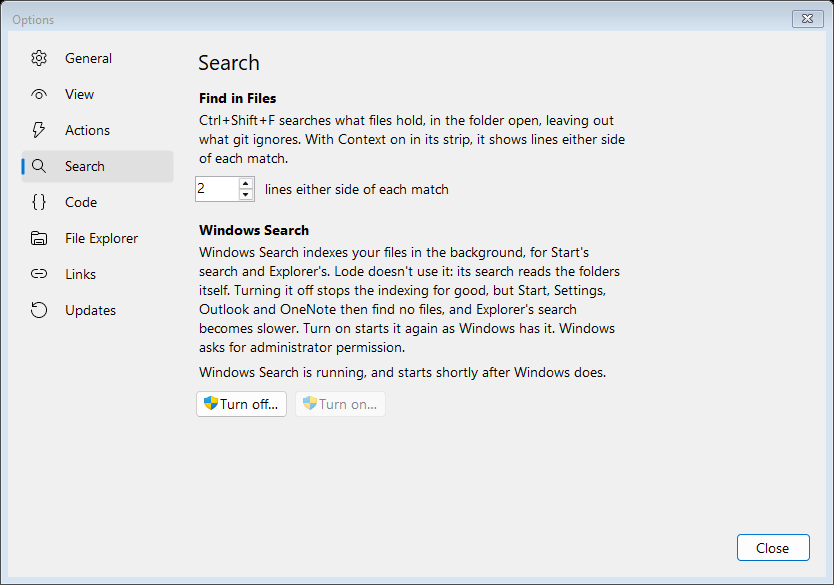 Options
General
View
Actions
Search
Code
File Explorer
Links
Updates
Search
Find in Files
Ctrl+Shift+F searches what files hold, in the folder open, leaving out
what git ignores. With Context on in its strip, it shows lines either side
of each match.
2 lines either side of each match
Windows Search
Windows Search indexes your files in the background, for Start's
search and Explorer's. Lode doesn't use it: its search reads the folders
itself. Turning it off stops the indexing for good, but Start, Settings,
Outlook and OneNote then find no files, and Explorer's search
becomes slower. Turn on starts it again as Windows has it. Windows
asks for administrator permission.
Windows Search is running, and starts shortly after Windows does.
Turn off... Turn on...
Close